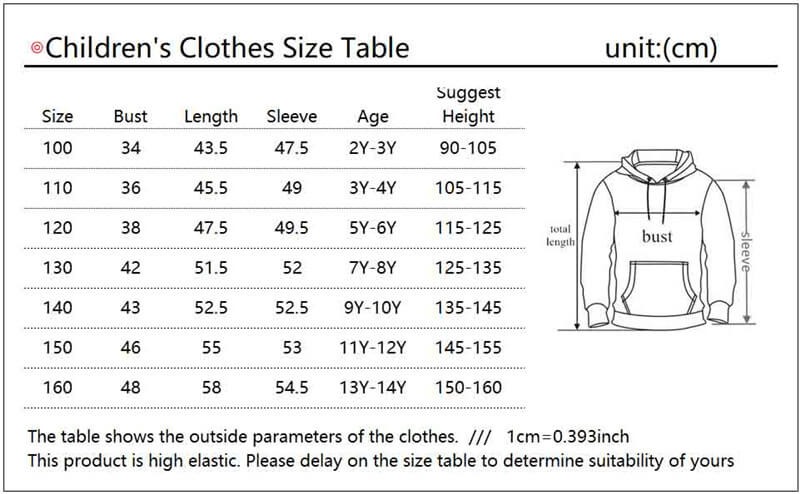 Children's Clothes Size Table unit:(cm)
Size Bust Length Sleeve Age Suggest Height
100 34 43.5 47.5 2Y-3Y 90-105
110 36 45.5 49 3Y-4Y 105-115
120 38 47.5 49.5 5Y-6Y 115-125
130 42 51.5 52 7Y-8Y 125-135
140 43 52.5 52.5 9Y-10Y 135-145
150 46 55 53 11Y-12Y 145-155
160 48 58 54.5 13Y-14Y 150-160
total
length
bust
sleeve
The table shows the outside parameters of the clothes. /// 1cm=0.393inch
This product is high elastic. Please delay on the size table to determine suitability of yours